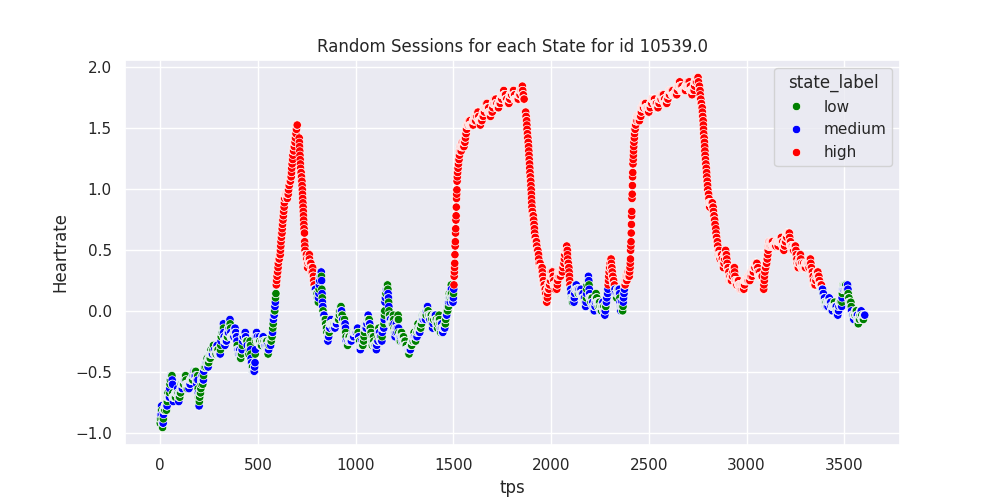 Random Sessions for each State for id 10539.0
2.0
1.5
1.0
0.5
0.0
−0.5
−1.0
Heartrate
state_label
low
medium
high
0 500 1000 1500 2000 2500 3000 3500
tps